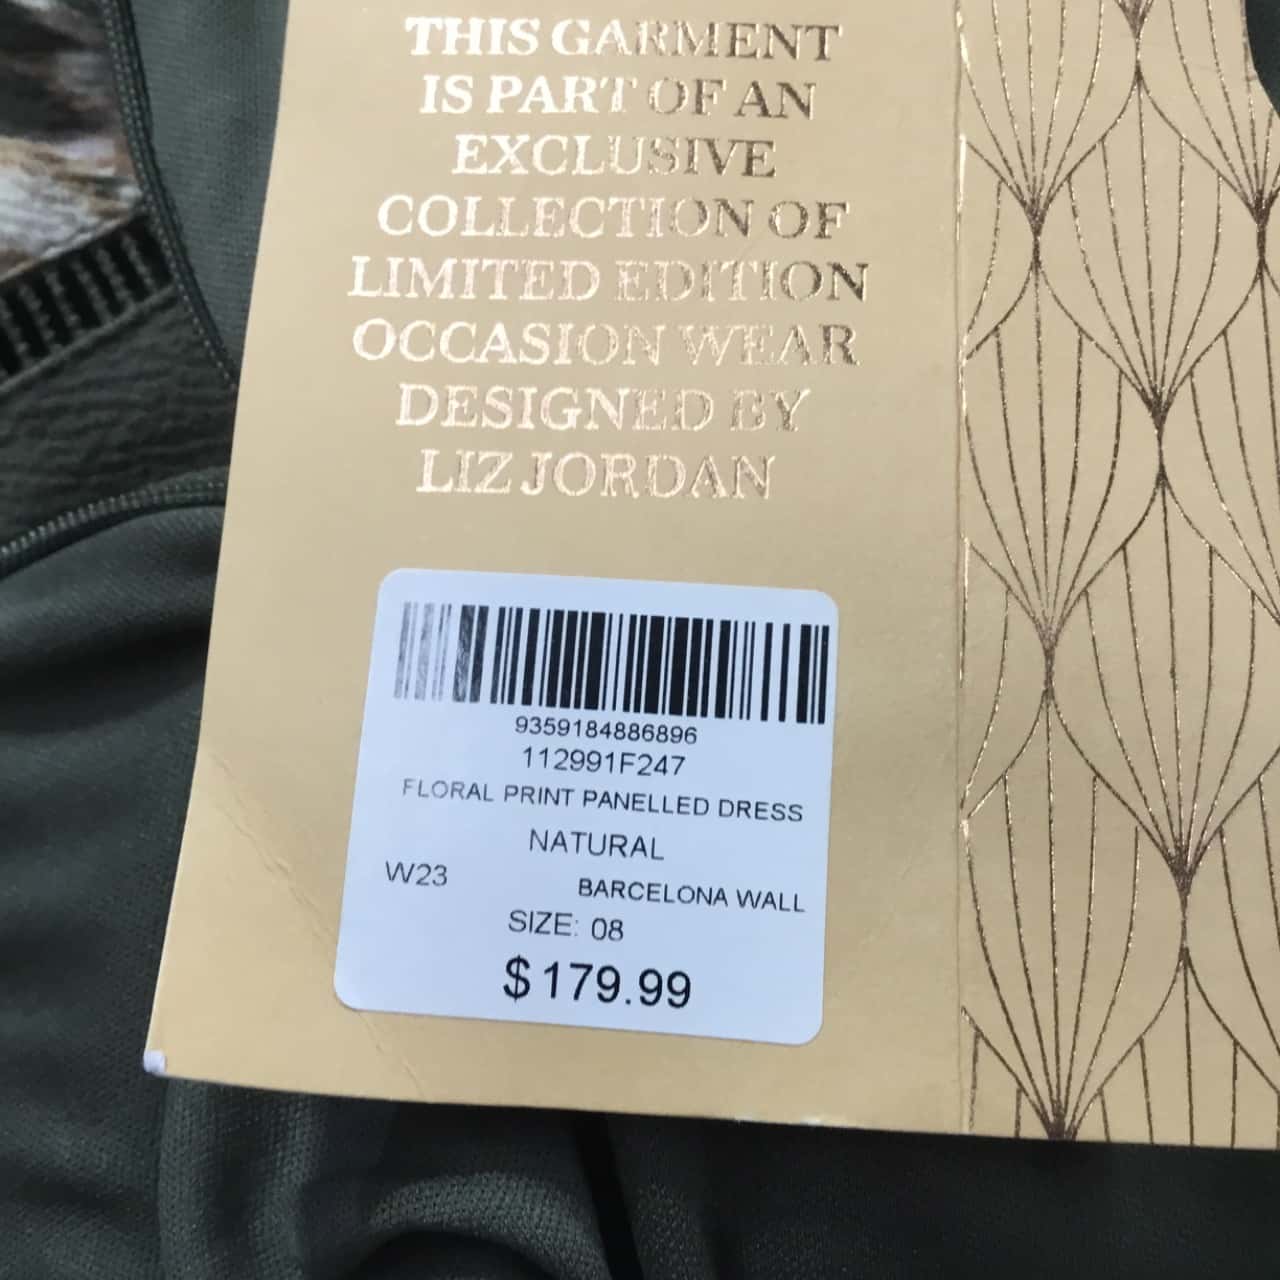 THIS GARMENT
IS PART OF AN
EXCLUSIVE
COLLECTION OF
LIMITED EDITION
OCCASION WEAR
DESIGNED BY
LIZ JORDAN
9359184886896
112991F247
FLORAL PRINT PANELLED DRESS
NATURAL
W23 BARCELONA WALL
SIZE: 08
$179.99